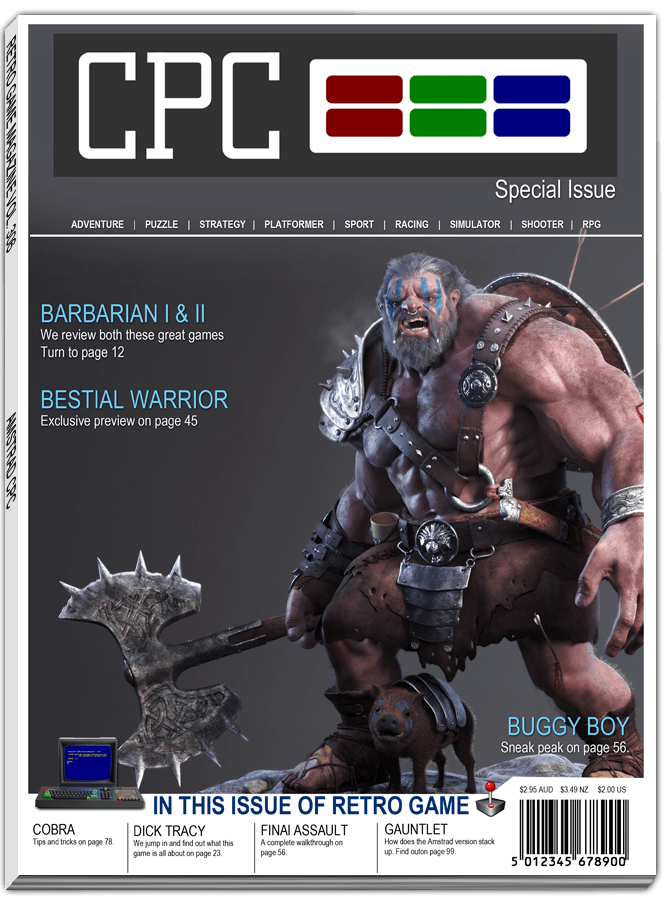 CPC
Special Issue
ADVENTURE | PUZZLE | STRATEGY | PLATFORMER | SPORT | RACING | SIMULATOR | SHOOTER | RPG
BARBARIAN I & II
We review both these great games
Turn to page 12
BESTIAL WARRIOR
Exclusive preview on page 45
BUGGY BOY
Sneak peak on page 56.
IN THIS ISSUE OF RETRO GAME
$2.95 AUD $3.49 NZ $2.00 US
COBRA
Tips and tricks on page 78.
DICK TRACY
We jump in and find out what this
game is all about on page 23.
FINAl ASSAULT
A complete walkthrough on
page 56.
GAUNTLET
How does the Amstrad version stack
up. Find outon page 99.
5 012345 678900
AMSTRAD CPC